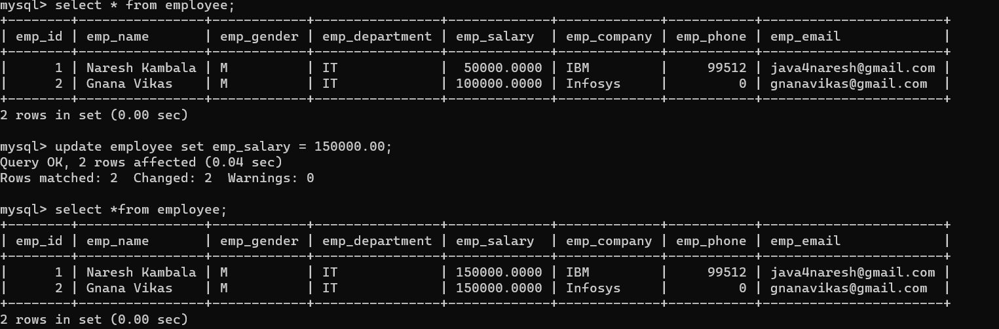 mysql> select * from employee;
+--------+----------------+------------+----------------+-------------+-------------+-----------+-----------------------+
| emp_id | emp_name       | emp_gender | emp_department | emp_salary  | emp_company | emp_phone | emp_email             |
+--------+----------------+------------+----------------+-------------+-------------+-----------+-----------------------+
|      1 | Naresh Kambala | M          | IT             |  50000.0000 | IBM         |     99512 | java4naresh@gmail.com |
|      2 | Gnana Vikas    | M          | IT             | 100000.0000 | Infosys     |         0 | gnanavikas@gmail.com  |
+--------+----------------+------------+----------------+-------------+-------------+-----------+-----------------------+
2 rows in set (0.00 sec)
mysql> update employee set emp_salary = 150000.00;
Query OK, 2 rows affected (0.04 sec)
Rows matched: 2  Changed: 2  Warnings: 0
mysql> select *from employee;
+--------+----------------+------------+----------------+-------------+-------------+-----------+-----------------------+
| emp_id | emp_name       | emp_gender | emp_department | emp_salary  | emp_company | emp_phone | emp_email             |
+--------+----------------+------------+----------------+-------------+-------------+-----------+-----------------------+
|      1 | Naresh Kambala | M          | IT             | 150000.0000 | IBM         |     99512 | java4naresh@gmail.com |
|      2 | Gnana Vikas    | M          | IT             | 150000.0000 | Infosys     |         0 | gnanavikas@gmail.com  |
+--------+----------------+------------+----------------+-------------+-------------+-----------+-----------------------+
2 rows in set (0.00 sec)